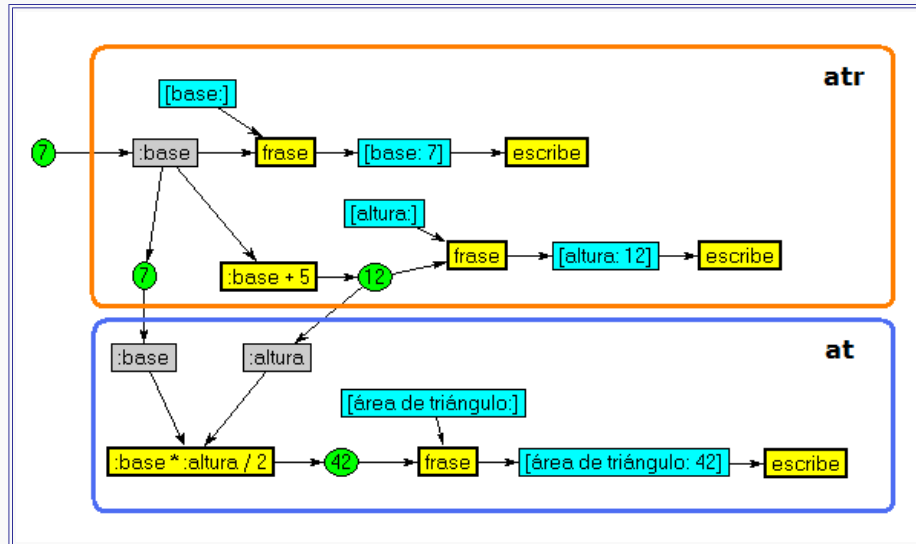 atr
[base:]
7
:base
frase
[base: 7]
escribe
[altura:]
7
:base + 5
12
frase
[altura: 12]
escribe
at
:base
:altura
[área de triángulo:]
:base * :altura / 2
42
frase
[área de triángulo: 42]
escribe